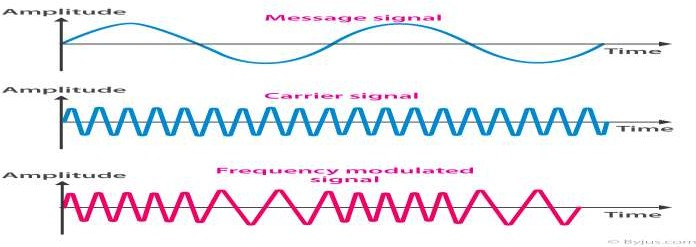 Amplitude
Message signal
Time
Amplitude
Carrier signal
Time
Frequency modulated
Amplitude
signal
Time
© Byjus.com